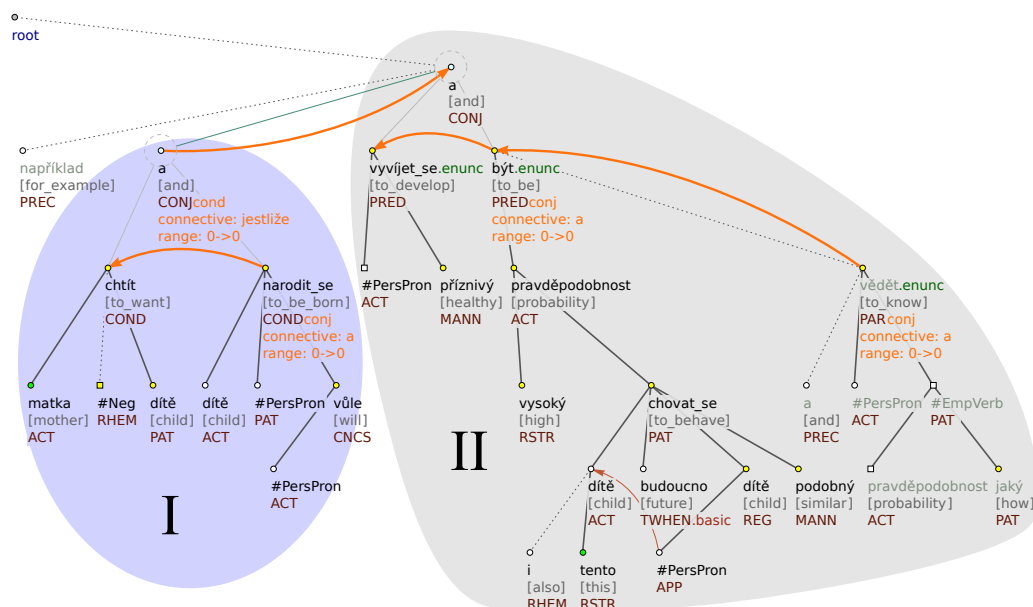 root
a
[and]
CONJ
například
[for_example]
PREC
a
[and]
CONJcond
connective: jestliže
range: 0->0
vyvíjet_se.enunc
[to_develop]
PRED
být.enunc
[to_be]
PREDconj
connective: a
range: 0->0
chtít
[to_want]
COND
narodit_se
[to_be_born]
CONDconj
connective: a
range: 0->0
#PersPron
ACT
příznivý
[healthy]
MANN
pravděpodobnost
[probability]
ACT
vědět.enunc
[to_know]
PARconj
connective: a
range: 0->0
matka
[mother]
ACT
#Neg
RHEM
dítě
[child]
PAT
dítě
[child]
ACT
#PersPron
PAT
vůle
[will]
CNCS
vysoký
[high]
RSTR
chovat_se
[to_behave]
PAT
a
[and]
PREC
#PersPron
ACT
#EmpVerb
PAT
#PersPron
ACT
dítě
[child]
ACT
budoucno
[future]
TWHEN.basic
dítě
[child]
REG
podobný
[similar]
MANN
pravděpodobnost
[probability]
ACT
jaký
[how]
PAT
i
[also]
RHEM
tento
[this]
RSTR
#PersPron
APP
I
II